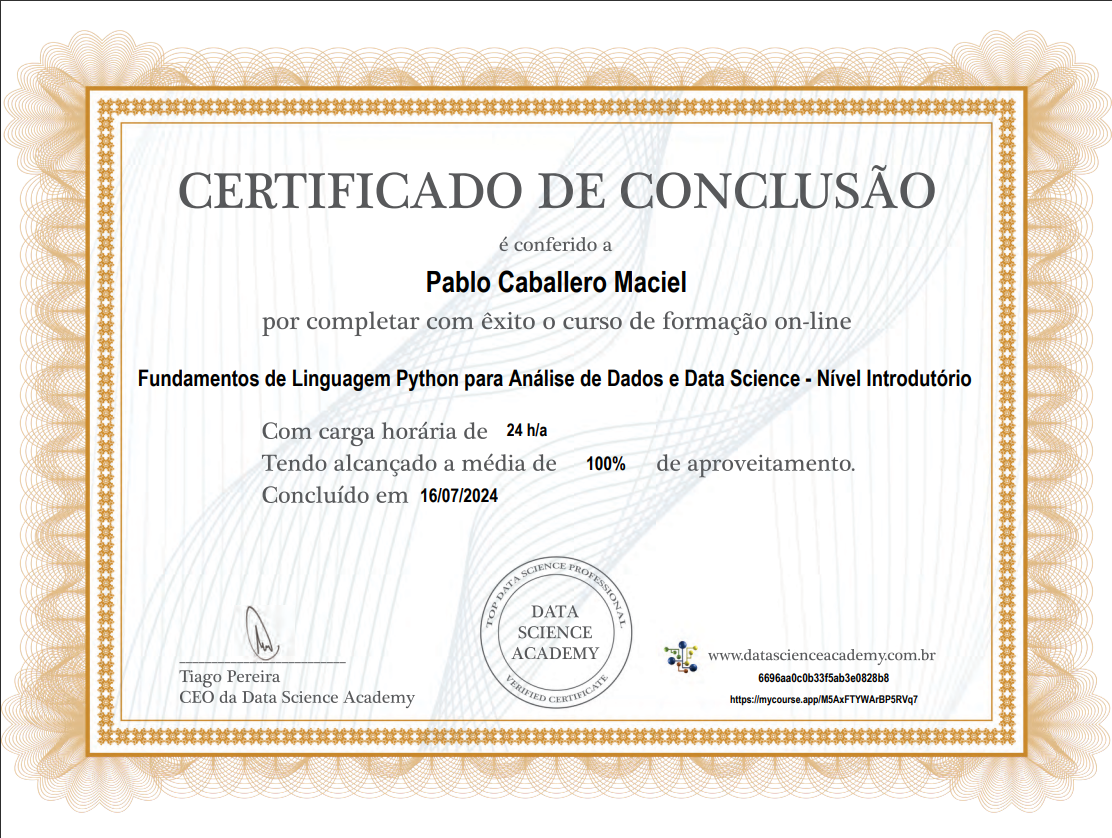 CERTIFICADO DE CONCLUSÃO
é conferido a
Pablo Caballero Maciel
por completar com êxito o curso de formação on-line
Fundamentos de Linguagem Python para Análise de Dados e Data Science - Nível Introdutório
Com carga horária de 24 h/a
Tendo alcançado a média de 100% de aproveitamento.
Concluído em 16/07/2024
TOP DATA SCIENCE PROFESSIONAL
DATA
SCIENCE
ACADEMY
VERIFIED CERTIFICATE
Tiago Pereira
CEO da Data Science Academy
www.datascienceacademy.com.br
6696aa0c0b33f5ab3e0828b8
https://mycourse.app/M5AxFTYWArBP5RVq7